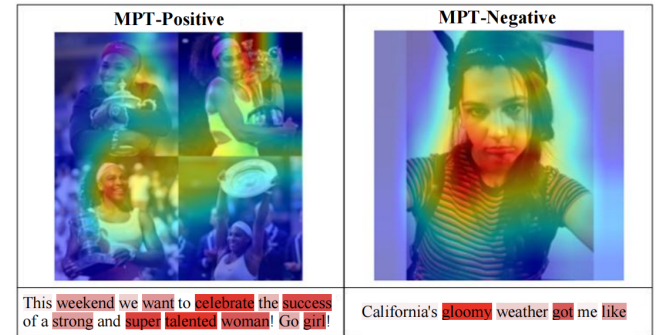 MPT-Positive
MPT-Negative
This weekend we want to celebrate the success
of a strong and super talented woman! Go girl!
California's gloomy weather got me like